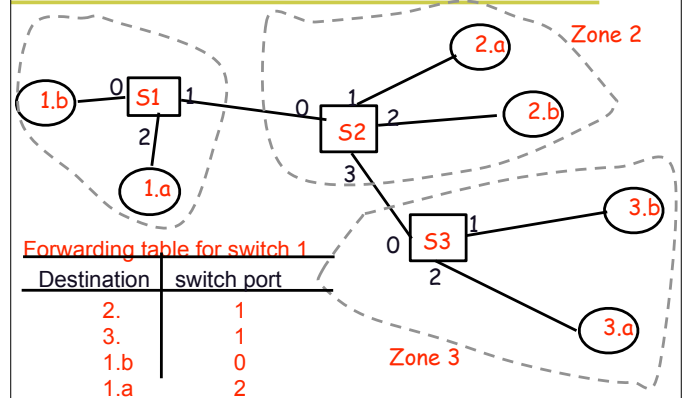 Zone 2
2.a
0
S1
1
1.b
2
1.a
0
1
2
S2
3
2.b
3.b
1
0
S3
2
3.a
Zone 3
Forwarding table for switch 1
Destination switch port
2. 1
3. 1
1.b 0
1.a 2